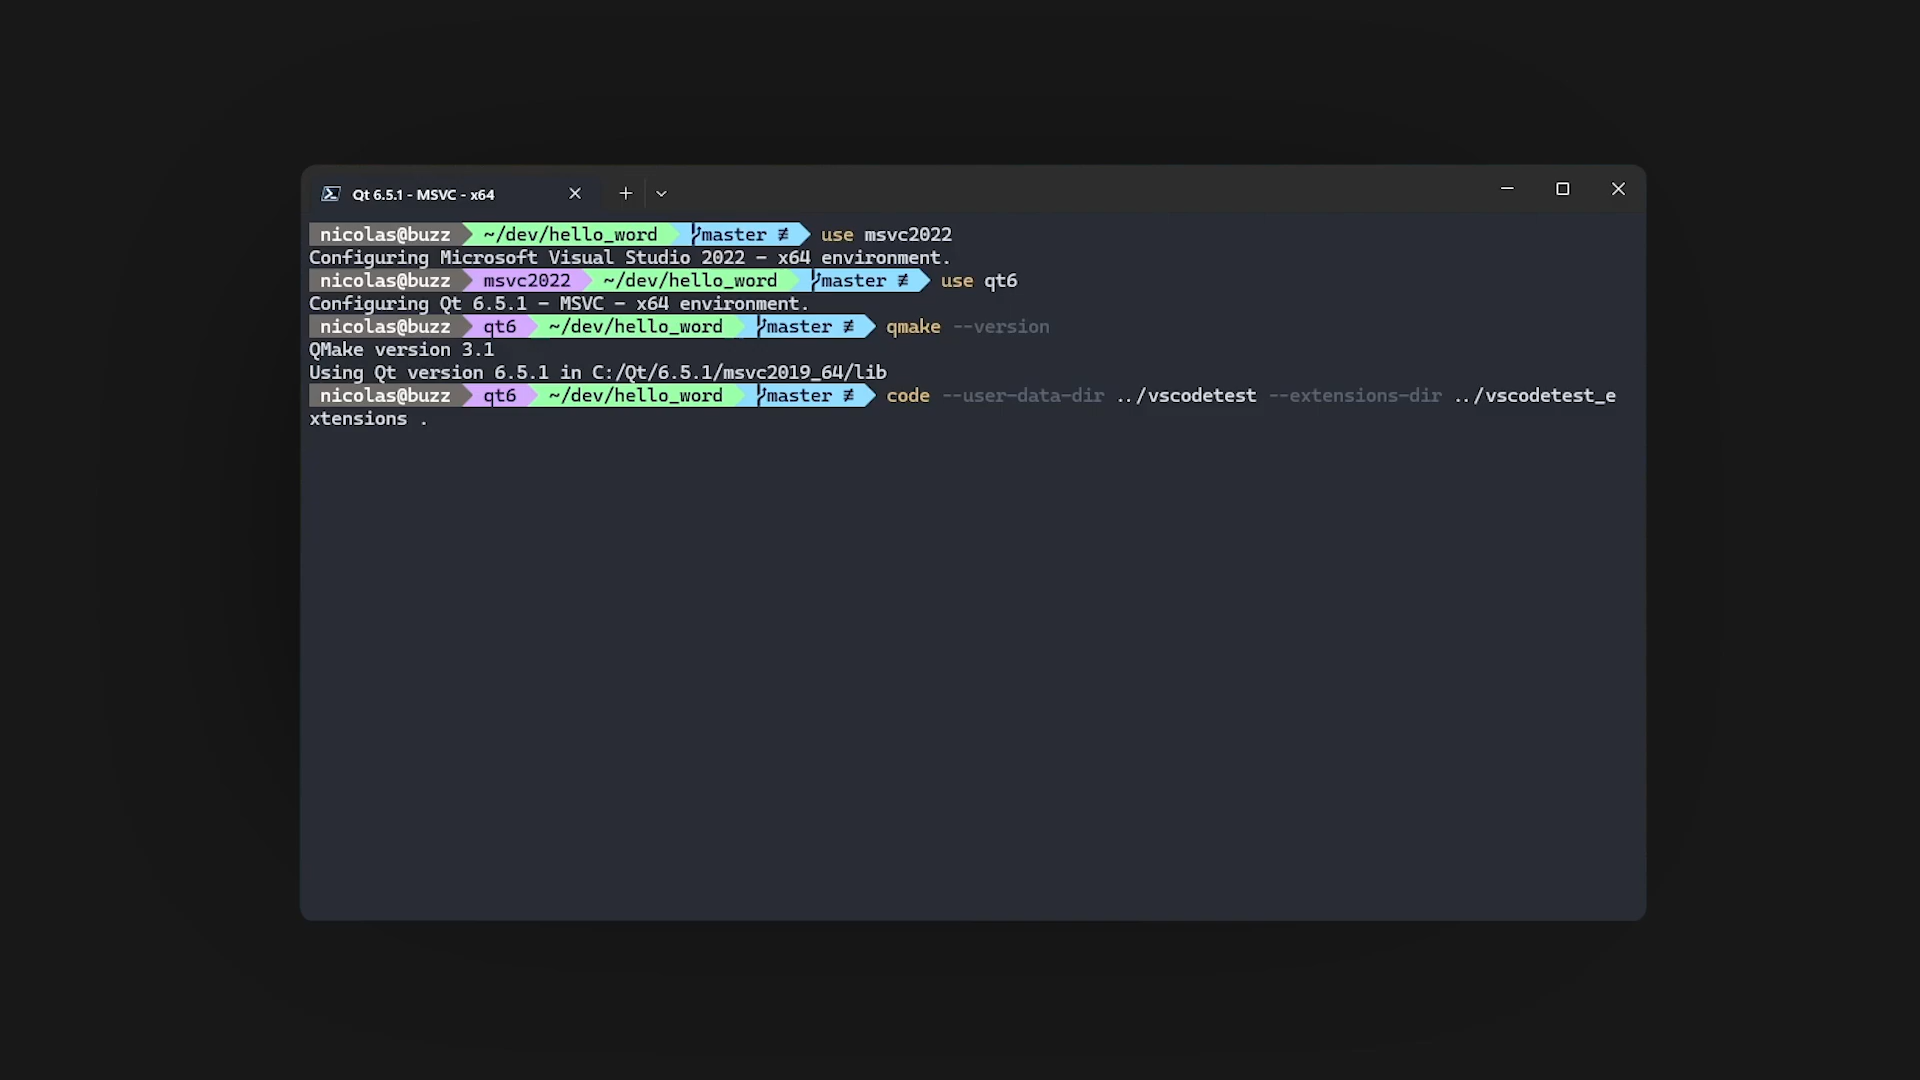 Qt 6.5.1 - MSVC - x64
nicolas@buzz ~/dev/hello_word master ≢ use msvc2022
Configuring Microsoft Visual Studio 2022 - x64 environment.
nicolas@buzz msvc2022 ~/dev/hello_word master ≢ use qt6
Configuring Qt 6.5.1 - MSVC - x64 environment.
nicolas@buzz qt6 ~/dev/hello_word master ≢ qmake --version
QMake version 3.1
Using Qt version 6.5.1 in C:/Qt/6.5.1/msvc2019_64/lib
nicolas@buzz qt6 ~/dev/hello_word master ≢ code --user-data-dir ../vscodetest --extensions-dir ../vscodetest_e
xtensions .